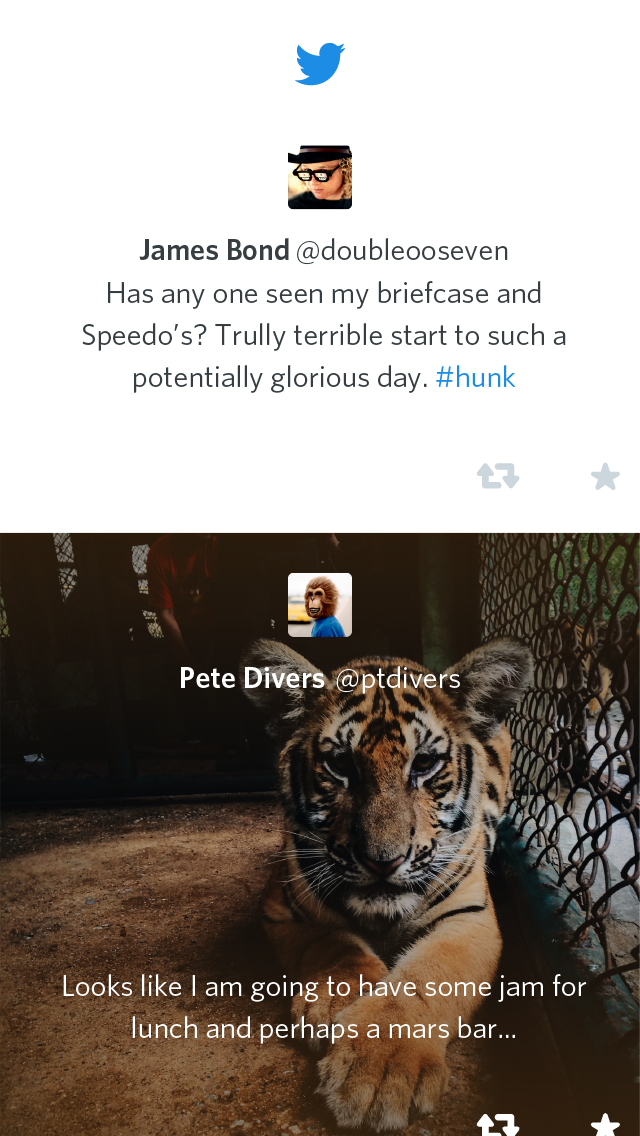 James Bond @doubleooseven
Has any one seen my briefcase and
Speedo’s? Trully terrible start to such a
potentially glorious day. #hunk
Pete Divers @ptdivers
Looks like I am going to have some jam for
lunch and perhaps a mars bar...